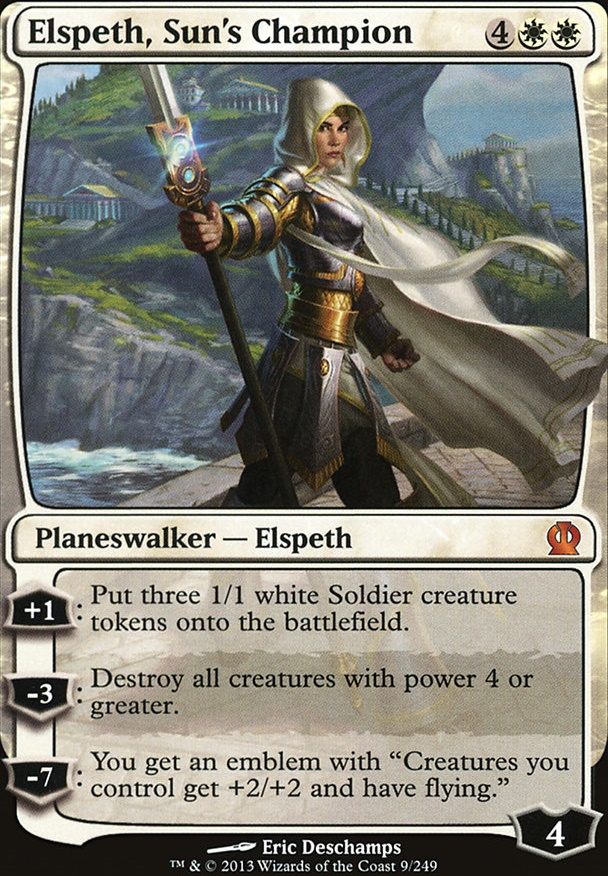 Elspeth, Sun's Champion 4
Planeswalker — Elspeth
+1 : Put three 1/1 white Soldier creature
tokens onto the battlefield.
-3 : Destroy all creatures with power 4 or
greater.
-7 : You get an emblem with “Creatures you
control get +2/+2 and have flying.”
4
Eric Deschamps
™ & © 2013 Wizards of the Coast 9/249